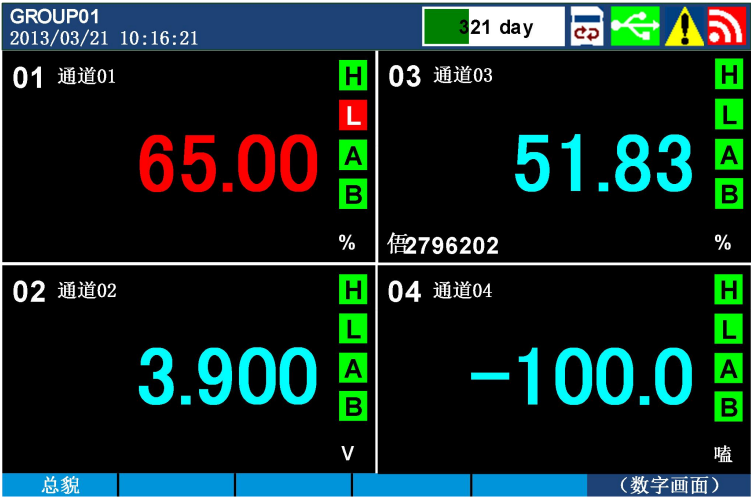 GROUP01
2013/03/21 10:16:21
321 day
01 通道01
H
L
A
B
65.00
%
03 通道03
H
L
A
B
51.83
俉2796202
%
02 通道02
H
L
A
B
3.900
V
04 通道04
H
L
A
B
-100.0
嗑
总貌
(数字画面)